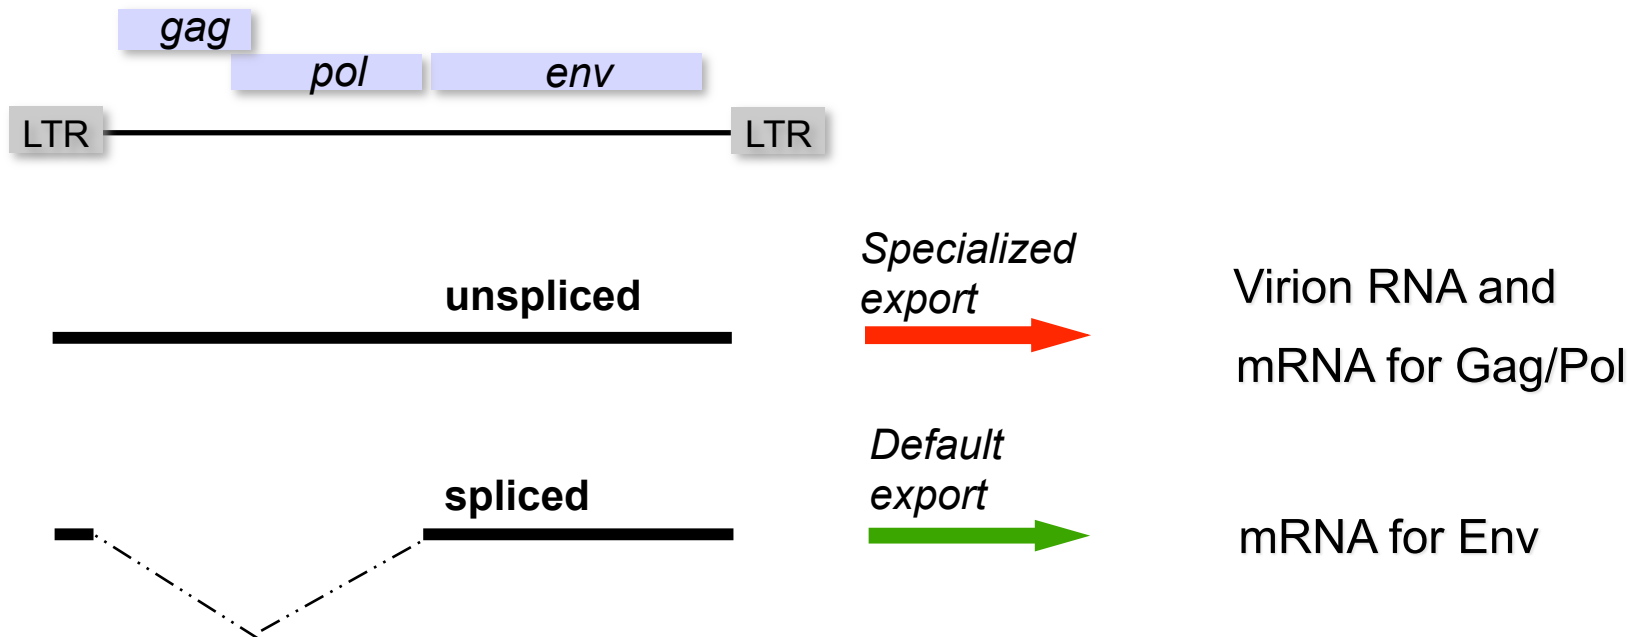 gag
pol
env
LTR
LTR
unspliced
Specialized
export
Virion RNA and
mRNA for Gag/Pol
spliced
Default
export
mRNA for Env